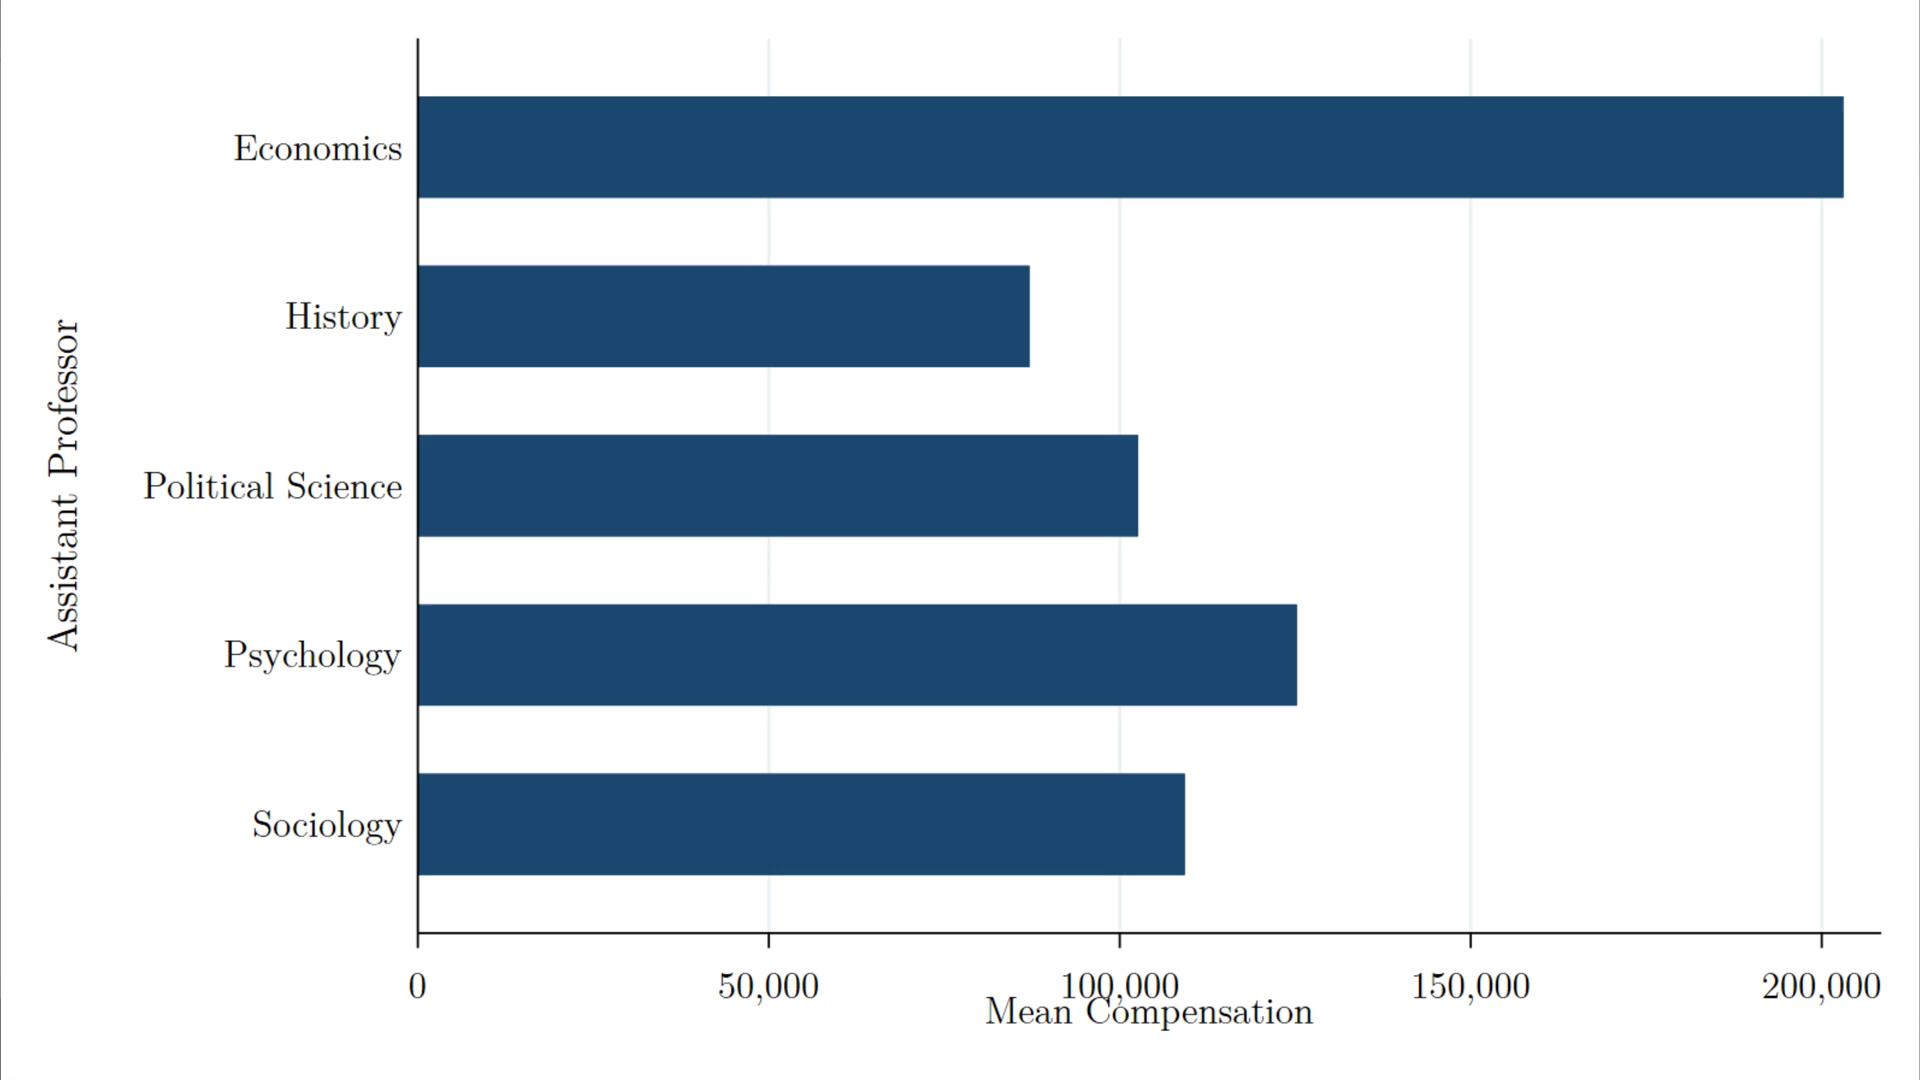 Assistant Professor
Economics
History
Political Science
Psychology
Sociology
0 50,000 100,000 150,000 200,000
Mean Compensation